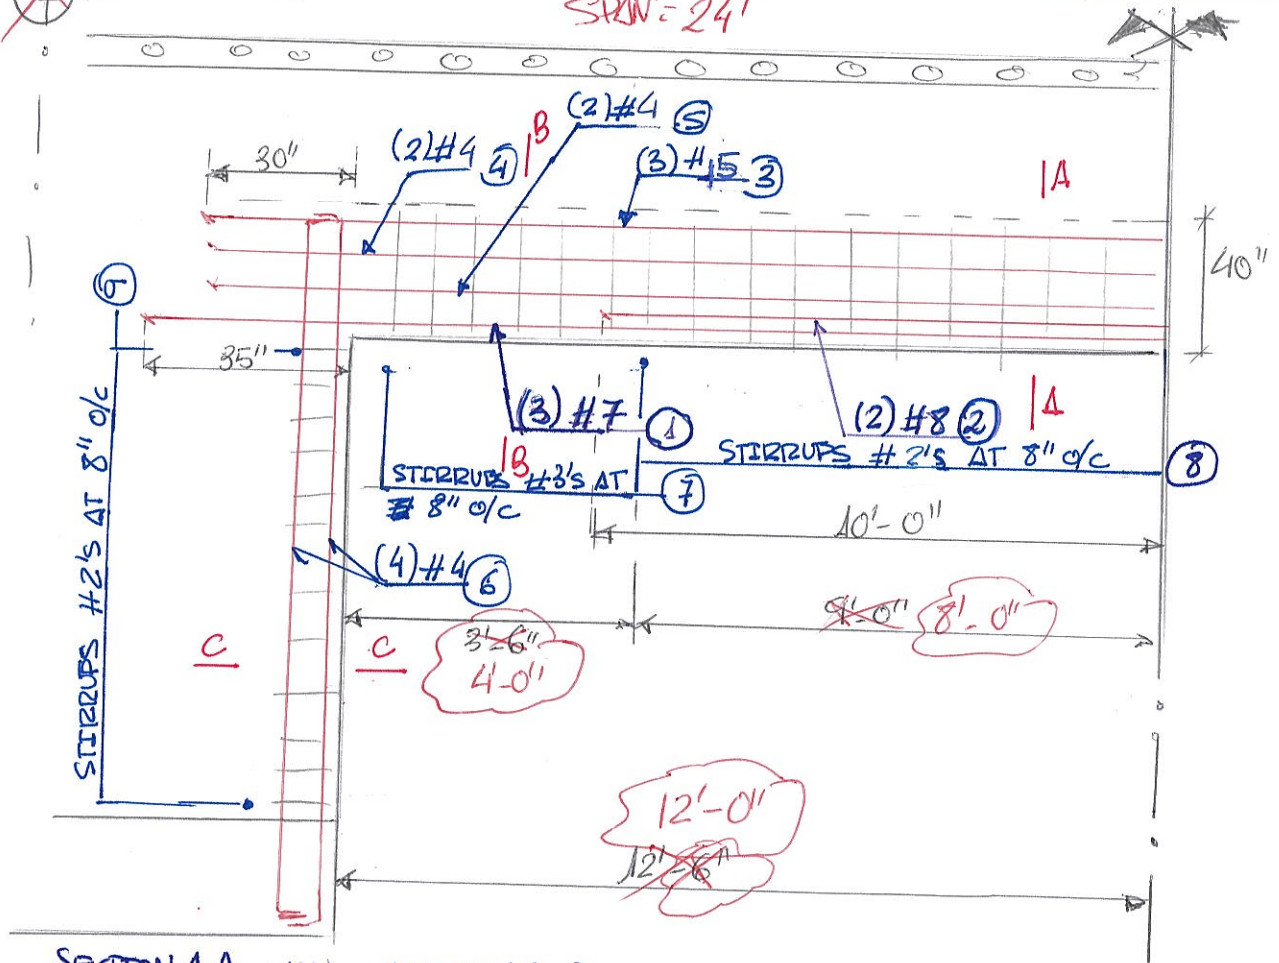 SPAN = 24'
(2)#4 5
B
(2)#4 4
(3)#5 3
A
30"
40"
9
35"
(3)#7 1
(2)#8 2
A
B
STIRRUPS #2'S AT 8" O/C 8
STIRRUPS #3'S AT 7
8" O/C
10'-0"
(4)#4 6
STIRRUPS #2'S AT 8" O/C
9'-0" 8'-0"
C
C
3'-6"
4'-0"
12'-0"
12'-6"
SECTION A-A